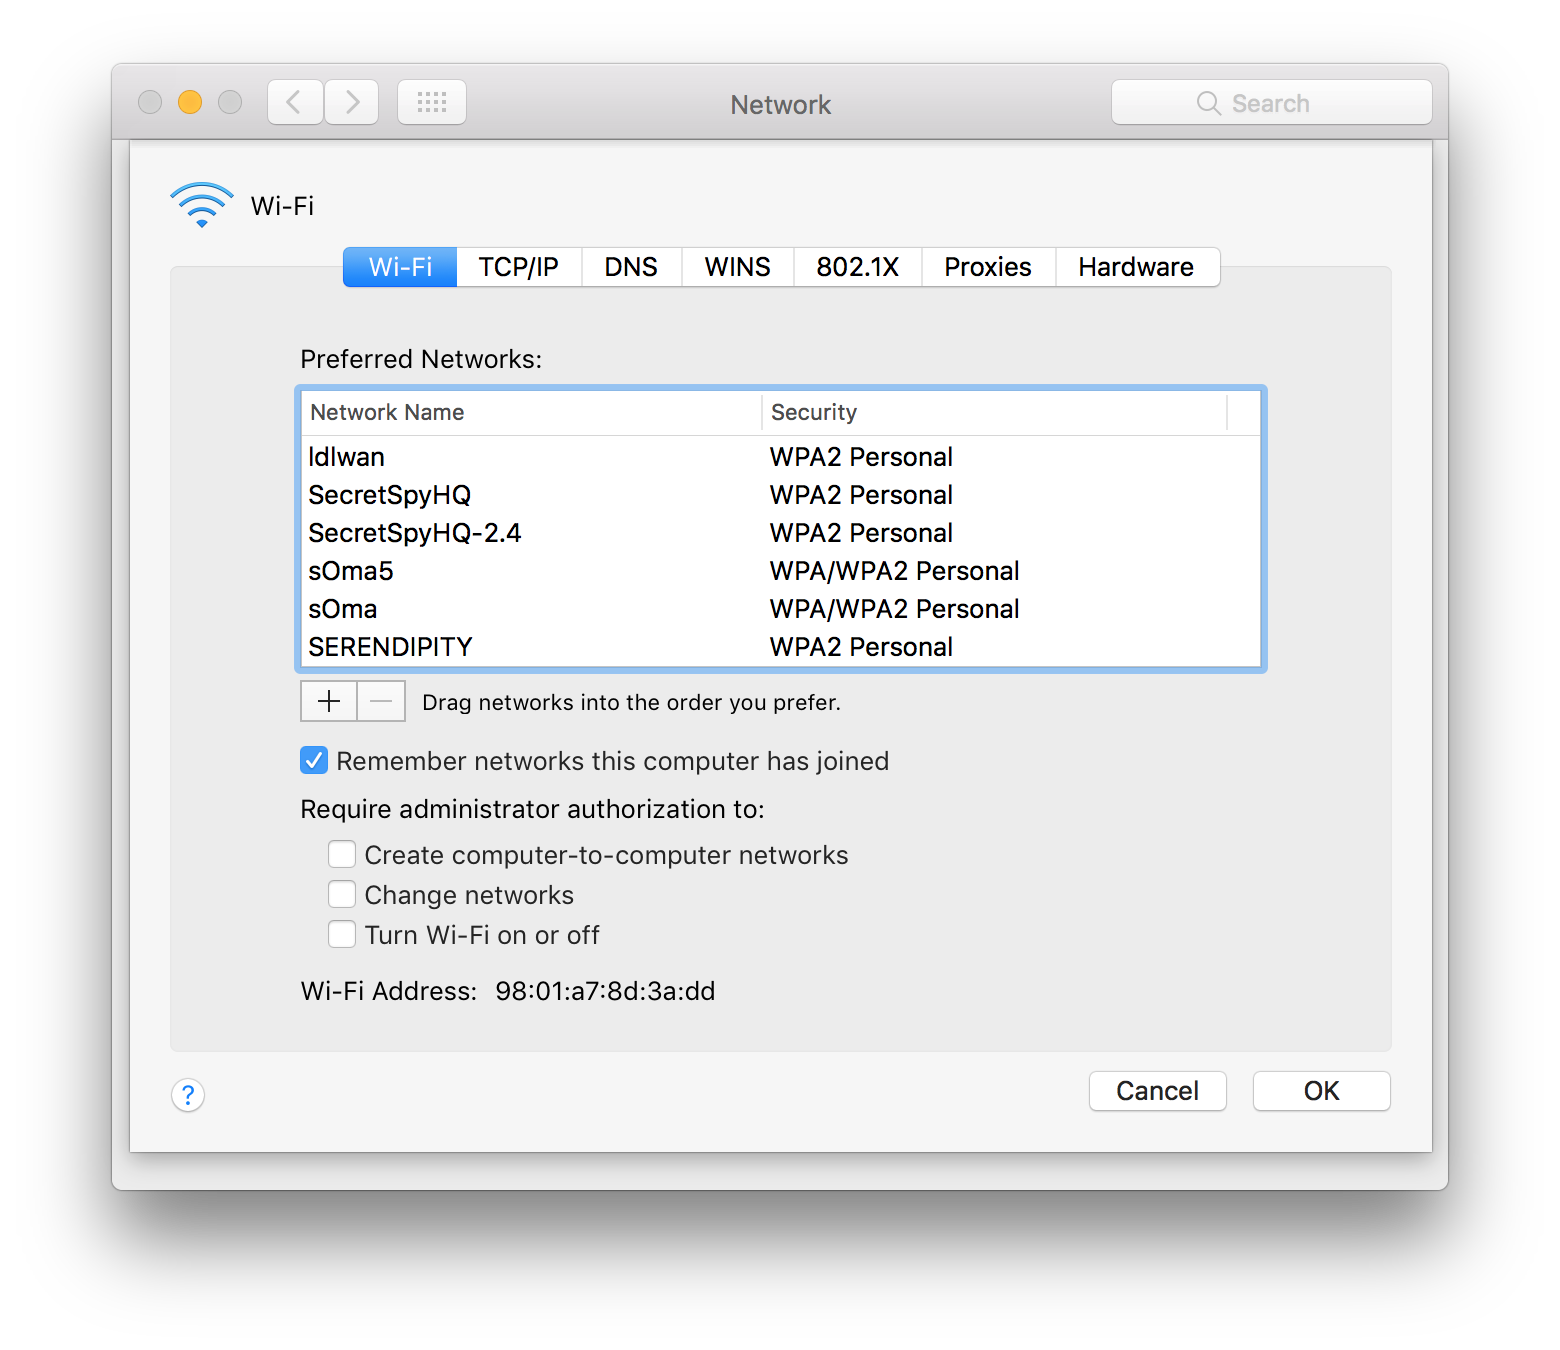 Network
Search
Wi-Fi
Wi-Fi TCP/IP DNS WINS 802.1X Proxies Hardware
Preferred Networks:
Network Name Security
ldlwan WPA2 Personal
SecretSpyHQ WPA2 Personal
SecretSpyHQ-2.4 WPA2 Personal
sOma5 WPA/WPA2 Personal
sOma WPA/WPA2 Personal
SERENDIPITY WPA2 Personal
+ − Drag networks into the order you prefer.
Remember networks this computer has joined
Require administrator authorization to:
Create computer-to-computer networks
Change networks
Turn Wi-Fi on or off
Wi-Fi Address: 98:01:a7:8d:3a:dd
? Cancel OK